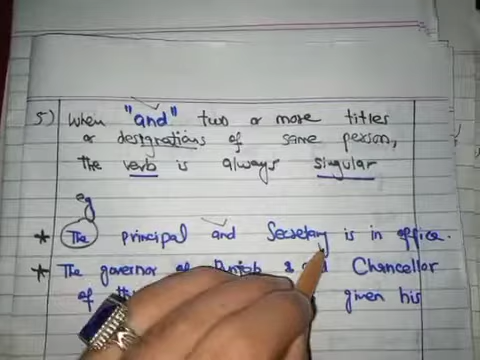 5) When "and" two or more titles
or designations of same person,
the verb is always singular
eg
* The principal and Secretary is in office.
* The governor of Punjab and Chancellor
of given his